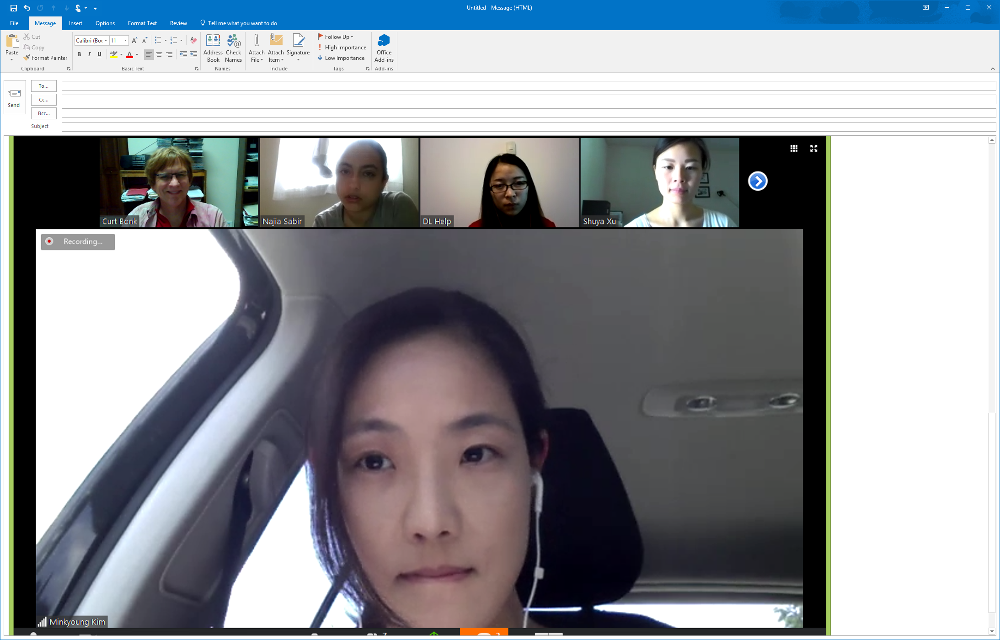 Untitled - Message (HTML)
File Message Insert Options Format Text Review Tell me what you want to do
Paste
Cut
Copy
Format Painter
Clipboard
Calibri (Boc 11 A A
B I U ab A
Basic Text
Address Book
Check Names
Names
Attach File
Attach Item
Signature
Include
Follow Up
High Importance
Low Importance
Tags
Office Add-ins
Add-ins
Send
To...
Cc...
Bcc...
Subject
Curt Bonk
Najia Sabir
DL Help
Shuya Xu
Recording...
Minkyoung Kim